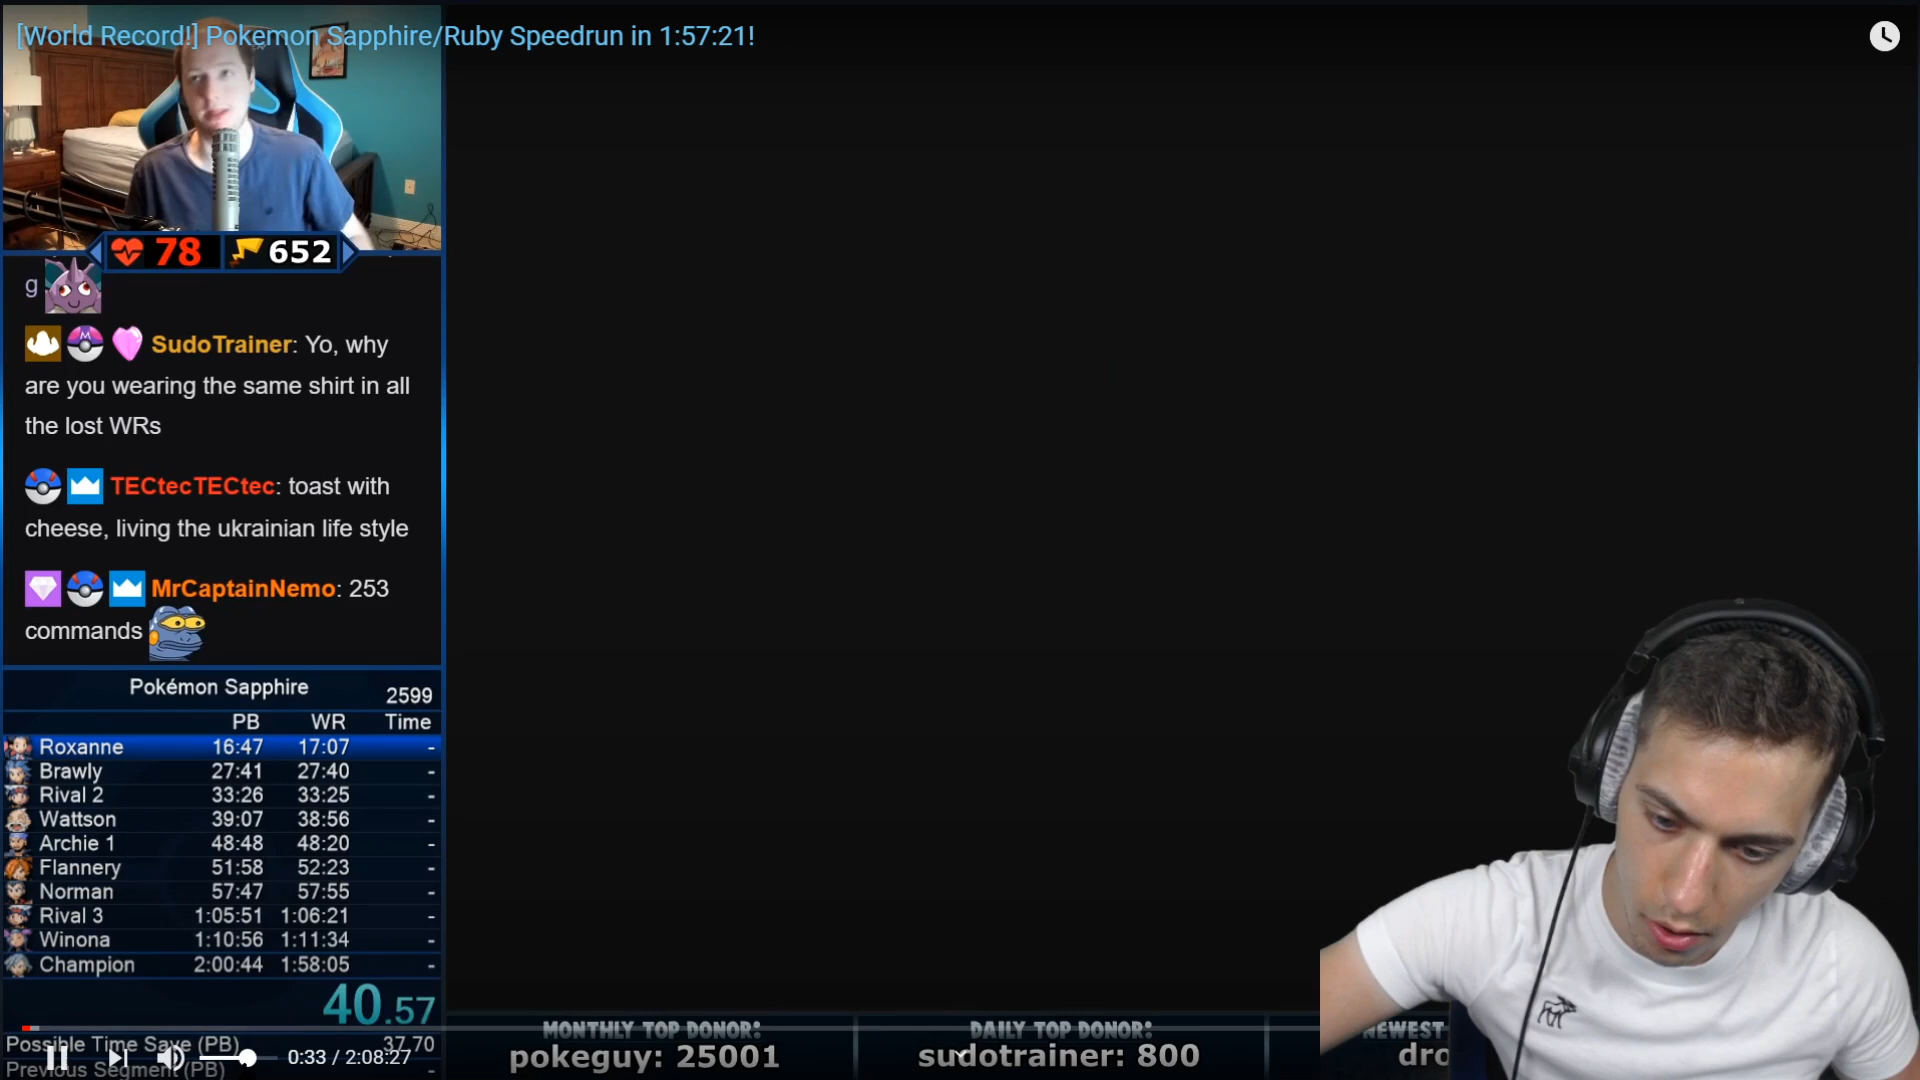 [World Record!] Pokemon Sapphire/Ruby Speedrun in 1:57:21!
78 652
g
SudoTrainer: Yo, why
are you wearing the same shirt in all
the lost WRs
TECtecTECtec: toast with
cheese, living the ukrainian life style
MrCaptainNemo: 253
commands
Pokémon Sapphire 2599
PB WR Time
Roxanne 16:47 17:07 -
Brawly 27:41 27:40 -
Rival 2 33:26 33:25 -
Wattson 39:07 38:56 -
Archie 1 48:48 48:20 -
Flannery 51:58 52:23 -
Norman 57:47 57:55 -
Rival 3 1:05:51 1:06:21 -
Winona 1:10:56 1:11:34 -
Champion 2:00:44 1:58:05 -
40.57
Possible Time Save (PB) 37.70
0:33 / 2:08:27
Previous Segment (PB) -
MONTHLY TOP DONOR:
pokeguy: 25001
DAILY TOP DONOR:
sudotrainer: 800
NEWEST
dro